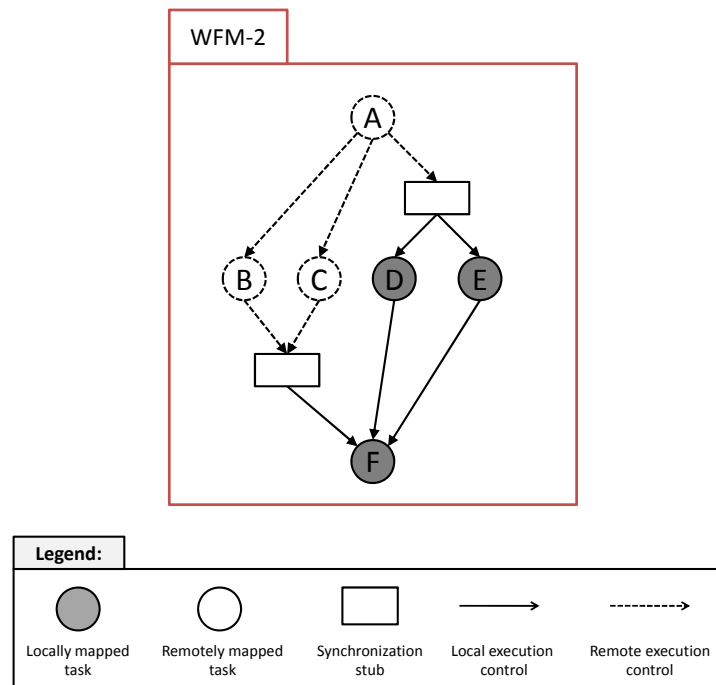 WFM-2
A
B
C
D
E
F
Legend:
Locally mapped
task
Remotely mapped
task
Synchronization
stub
Local execution
control
Remote execution
control